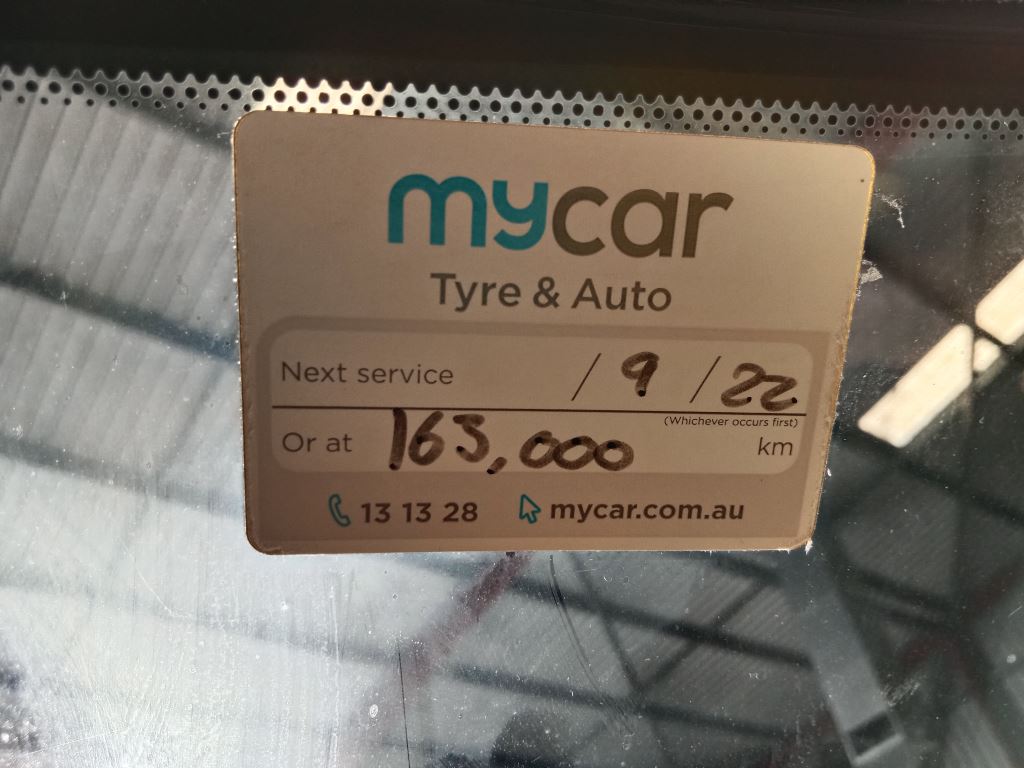 mycar
Tyre & Auto
Next service / 9 / 22
(Whichever occurs first)
Or at 163,000 km
13 13 28 mycar.com.au